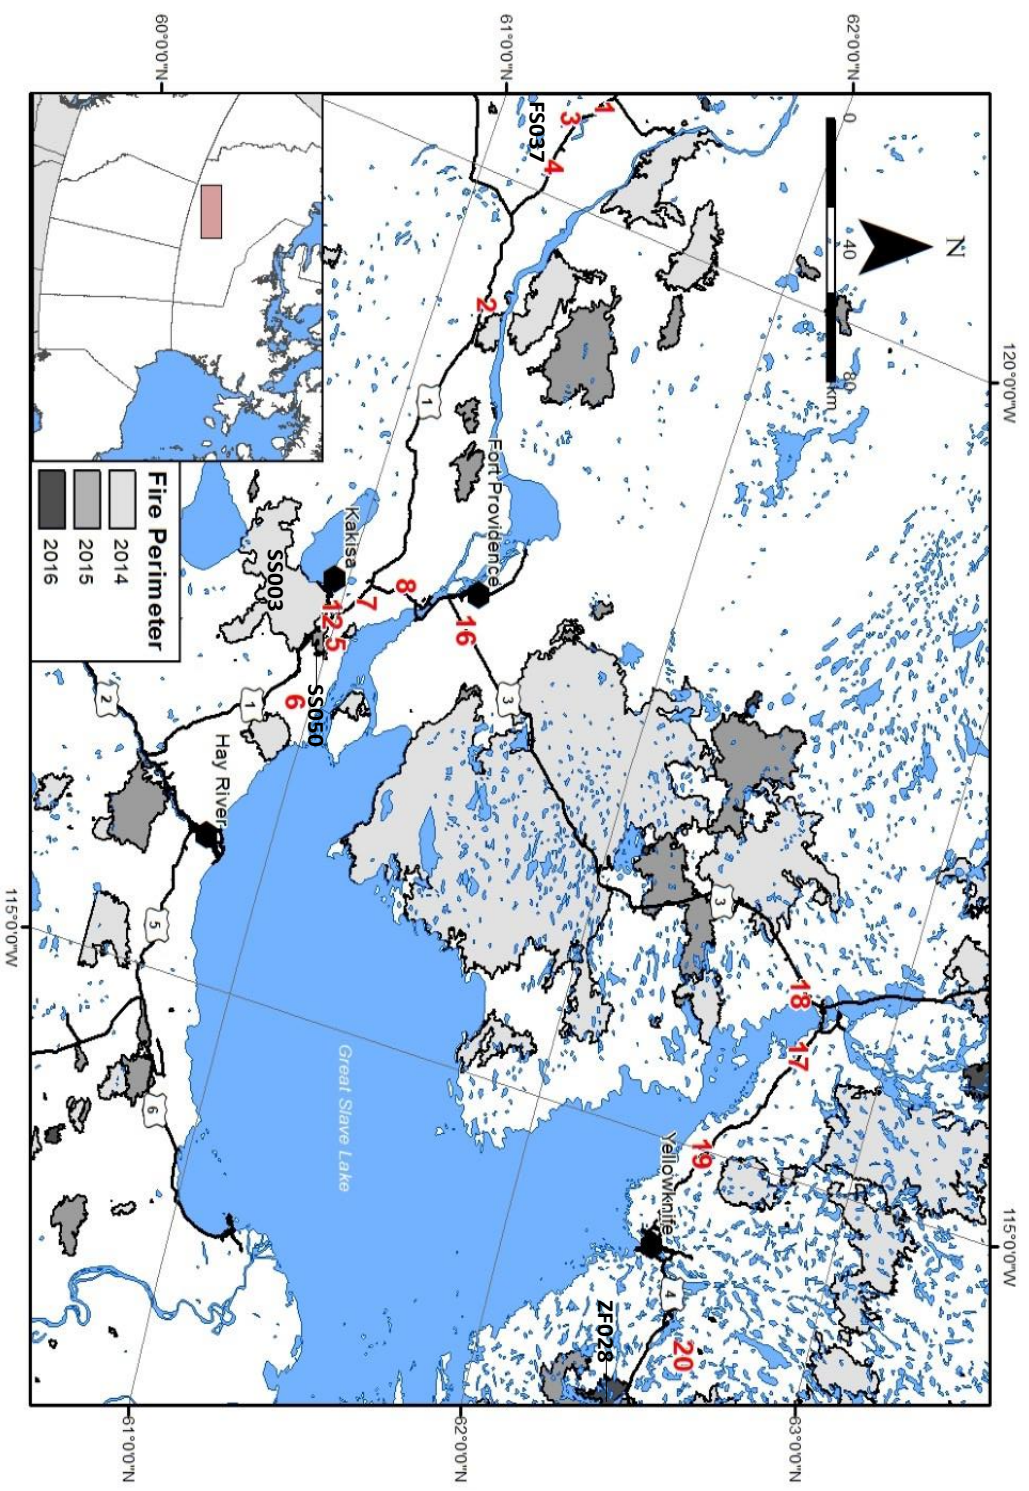 120°0'0"W
115°0'0"W
62°0'0"N
61°0'0"N
60°0'0"N
63°0'0"N
62°0'0"N
61°0'0"N
115°0'0"W
N
0
40
80
km
1
3
FS037
4
2
1
Fort Providence
Kakisa
SS003
8
7
12
5
16
6
SS050
3
1
2
Hay River
5
6
3
18
17
19
Yellowknife
4
20
ZF028
Great Slave Lake
Fire Perimeter
2014
2015
2016